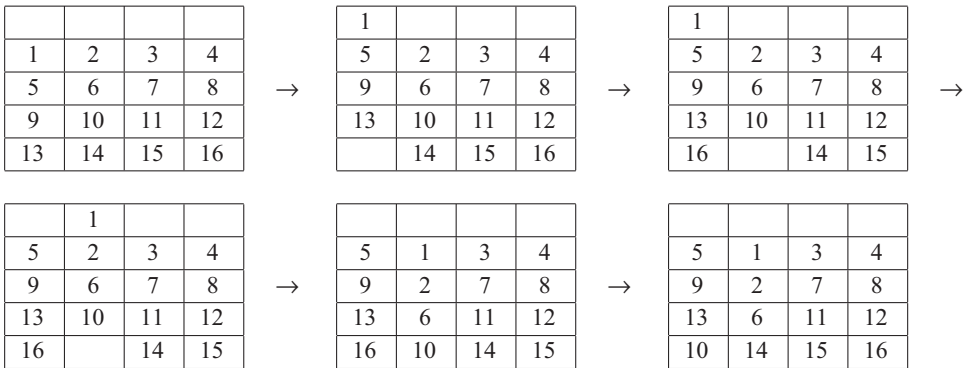 1 2 3 4
5 6 7 8
9 10 11 12
13 14 15 16
→
1
5 2 3 4
9 6 7 8
13 10 11 12
14 15 16
→
1
5 2 3 4
9 6 7 8
13 10 11 12
16 14 15
→
1
5 2 3 4
9 6 7 8
13 10 11 12
16 14 15
→
5 1 3 4
9 2 7 8
13 6 11 12
16 10 14 15
→
5 1 3 4
9 2 7 8
13 6 11 12
10 14 15 16